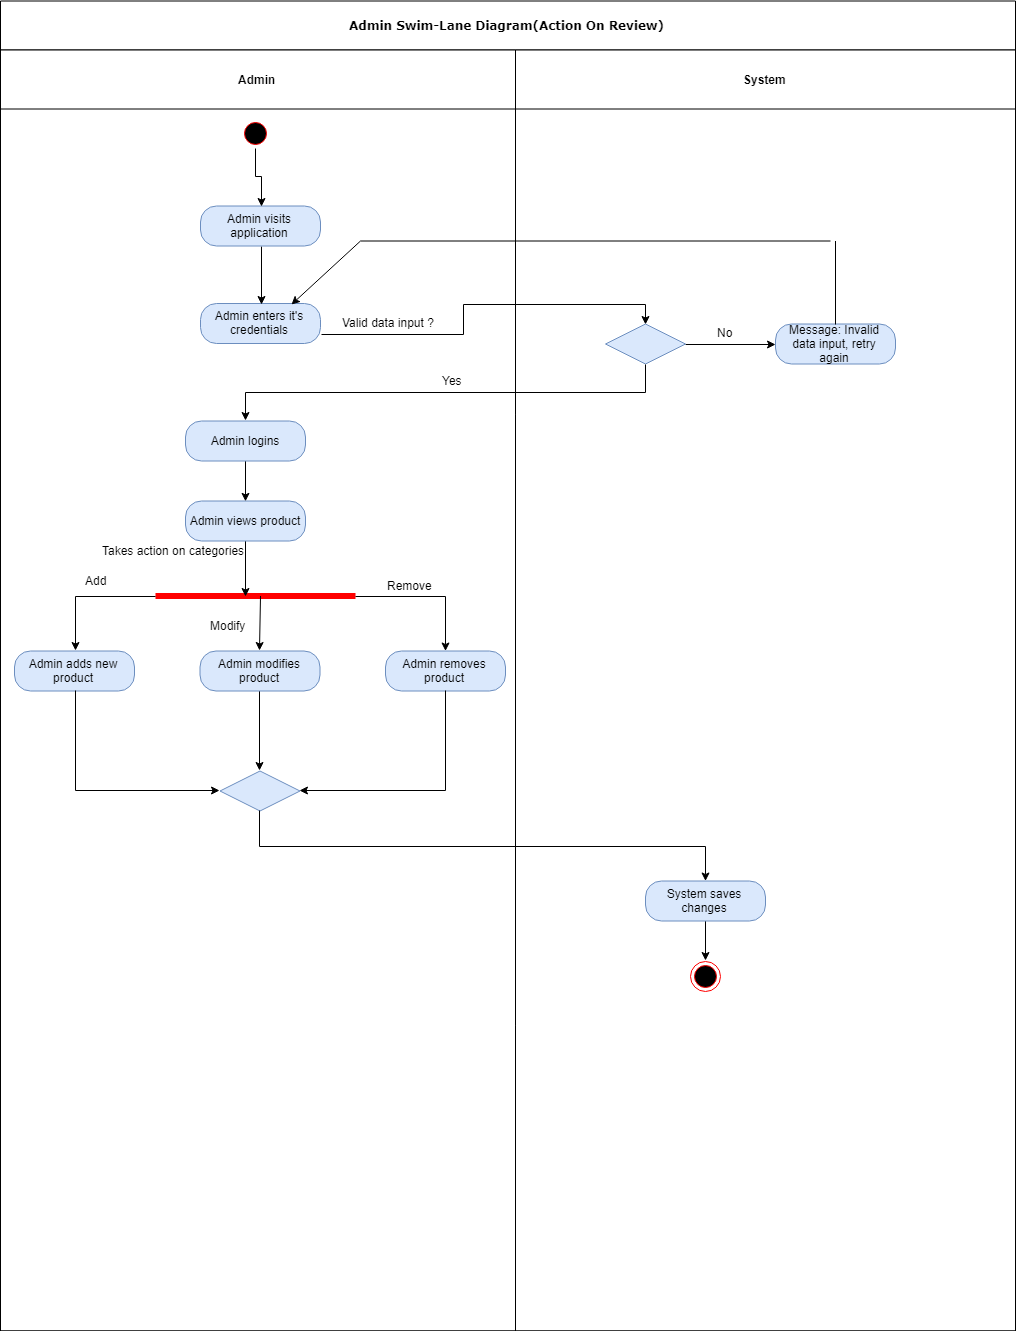 Admin Swim-Lane Diagram(Action On Review)
Admin
System
Admin visits
application
Admin enters it's
credentials
Valid data input ?
No
Message: Invalid
data input, retry
again
Yes
Admin logins
Admin views product
Takes action on categories
Add
Remove
Modify
Admin adds new
product
Admin modifies
product
Admin removes
product
System saves
changes